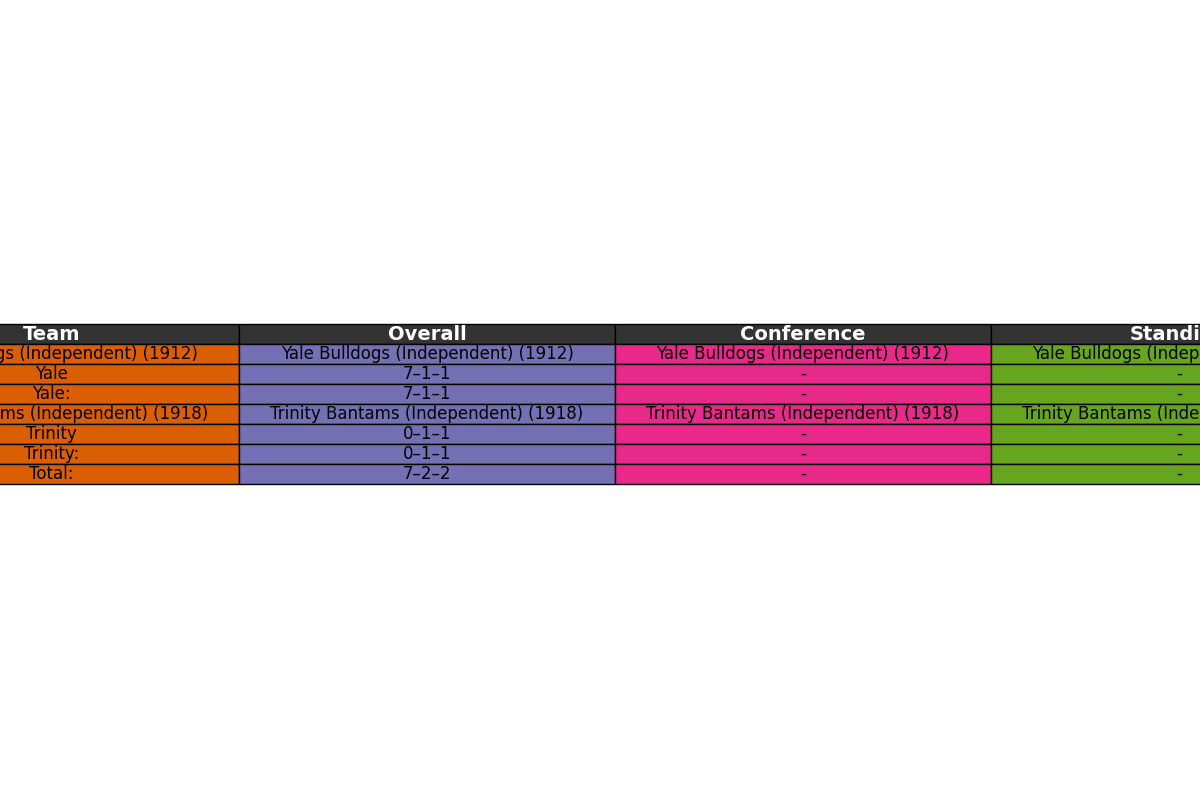 Team Overall Conference Standi
gs (Independent) (1912) Yale Bulldogs (Independent) (1912) Yale Bulldogs (Independent) (1912) Yale Bulldogs (Indep
Yale 7–1–1 - -
Yale: 7–1–1 - -
ms (Independent) (1918) Trinity Bantams (Independent) (1918) Trinity Bantams (Independent) (1918) Trinity Bantams (Inde
Trinity 0–1–1 - -
Trinity: 0–1–1 - -
Total: 7–2–2 - -